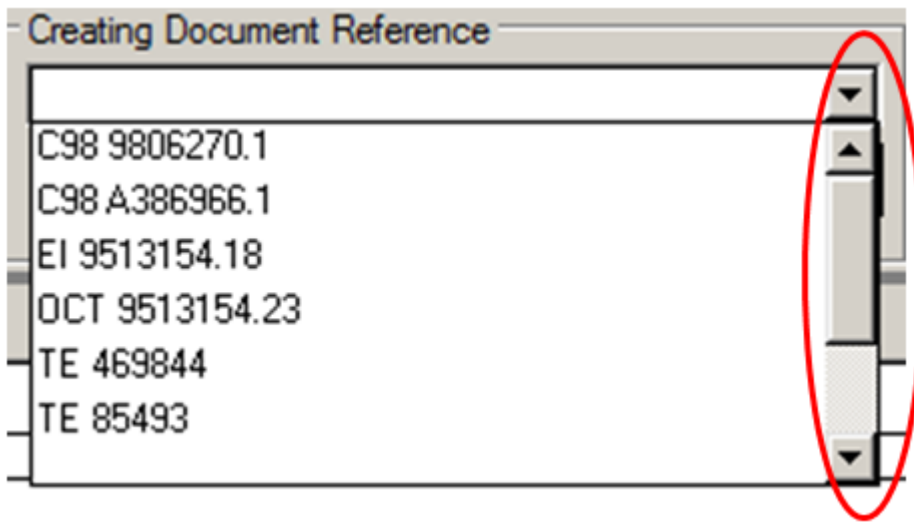 Creating Document Reference
C98 9806270.1
C98 A386966.1
EI 9513154.18
OCT 9513154.23
TE 469844
TE 85493